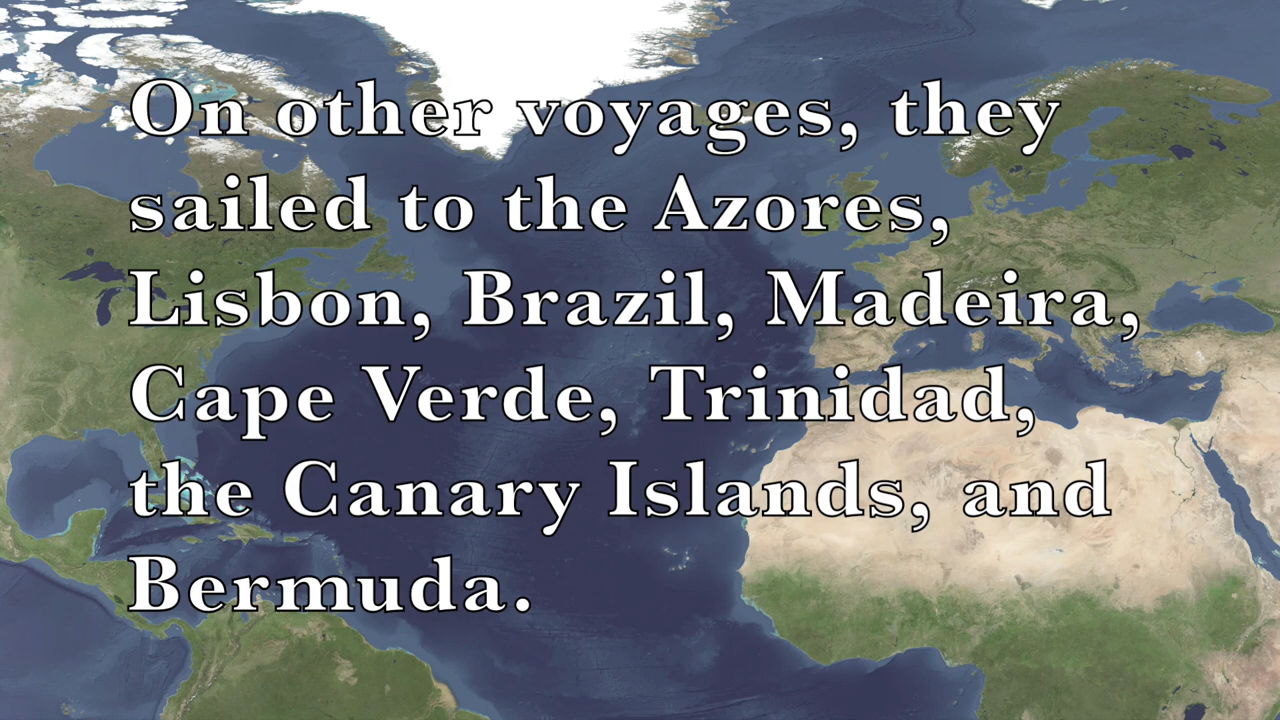 On other voyages, they
sailed to the Azores,
Lisbon, Brazil, Madeira,
Cape Verde, Trinidad,
the Canary Islands, and
Bermuda.